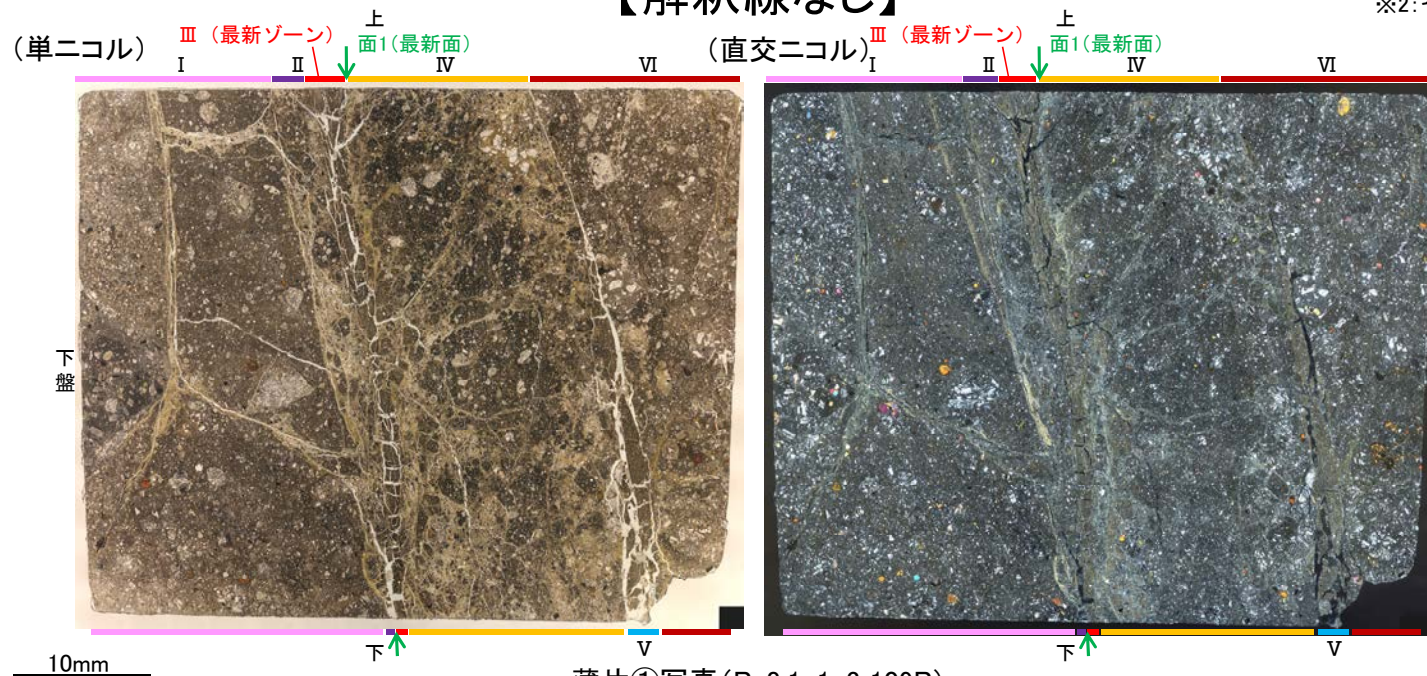 【解釈線なし】
（単ニコル）
上
Ⅲ（最新ゾーン）
面1(最新面)
Ⅰ
Ⅱ
Ⅳ
Ⅵ
下盤
下
Ⅴ
10mm
（直交ニコル）
上
Ⅲ（最新ゾーン）
面1(最新面)
Ⅰ
Ⅱ
Ⅳ
Ⅵ
下
Ⅴ